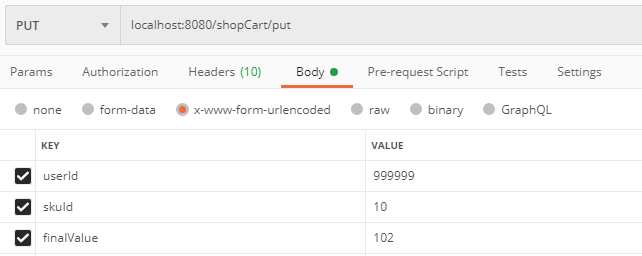 PUT localhost:8080/shopCart/put
Params Authorization Headers (10) Body Pre-request Script Tests Settings
none form-data x-www-form-urlencoded raw binary GraphQL
KEY VALUE
userId 999999
skuId 10
finalValue 102